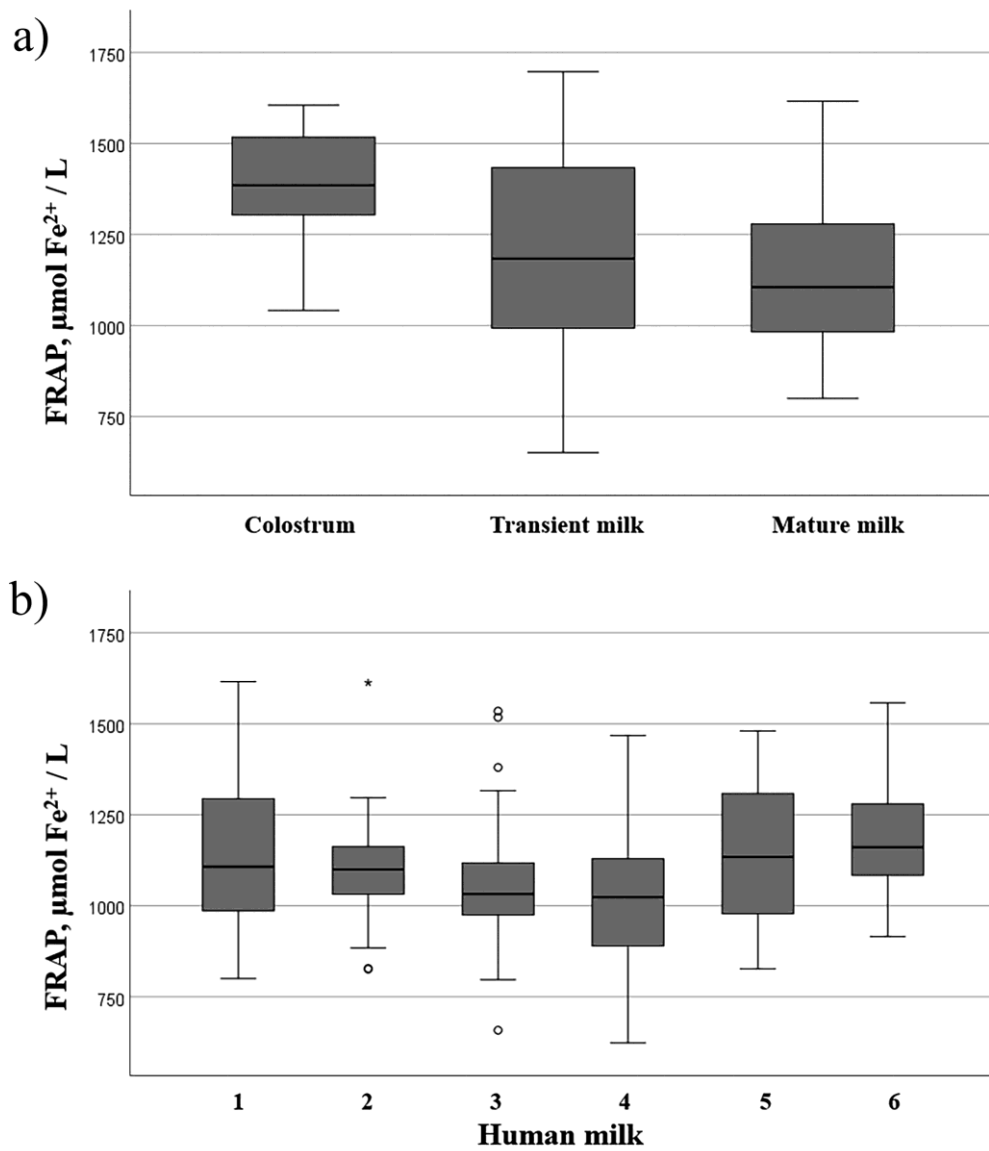 a)
FRAP, µmol Fe²⁺ / L
1750
1500
1250
1000
750
Colostrum Transient milk Mature milk
b)
FRAP, µmol Fe²⁺ / L
1750
1500
1250
1000
750
1 2 3 4 5 6
Human milk